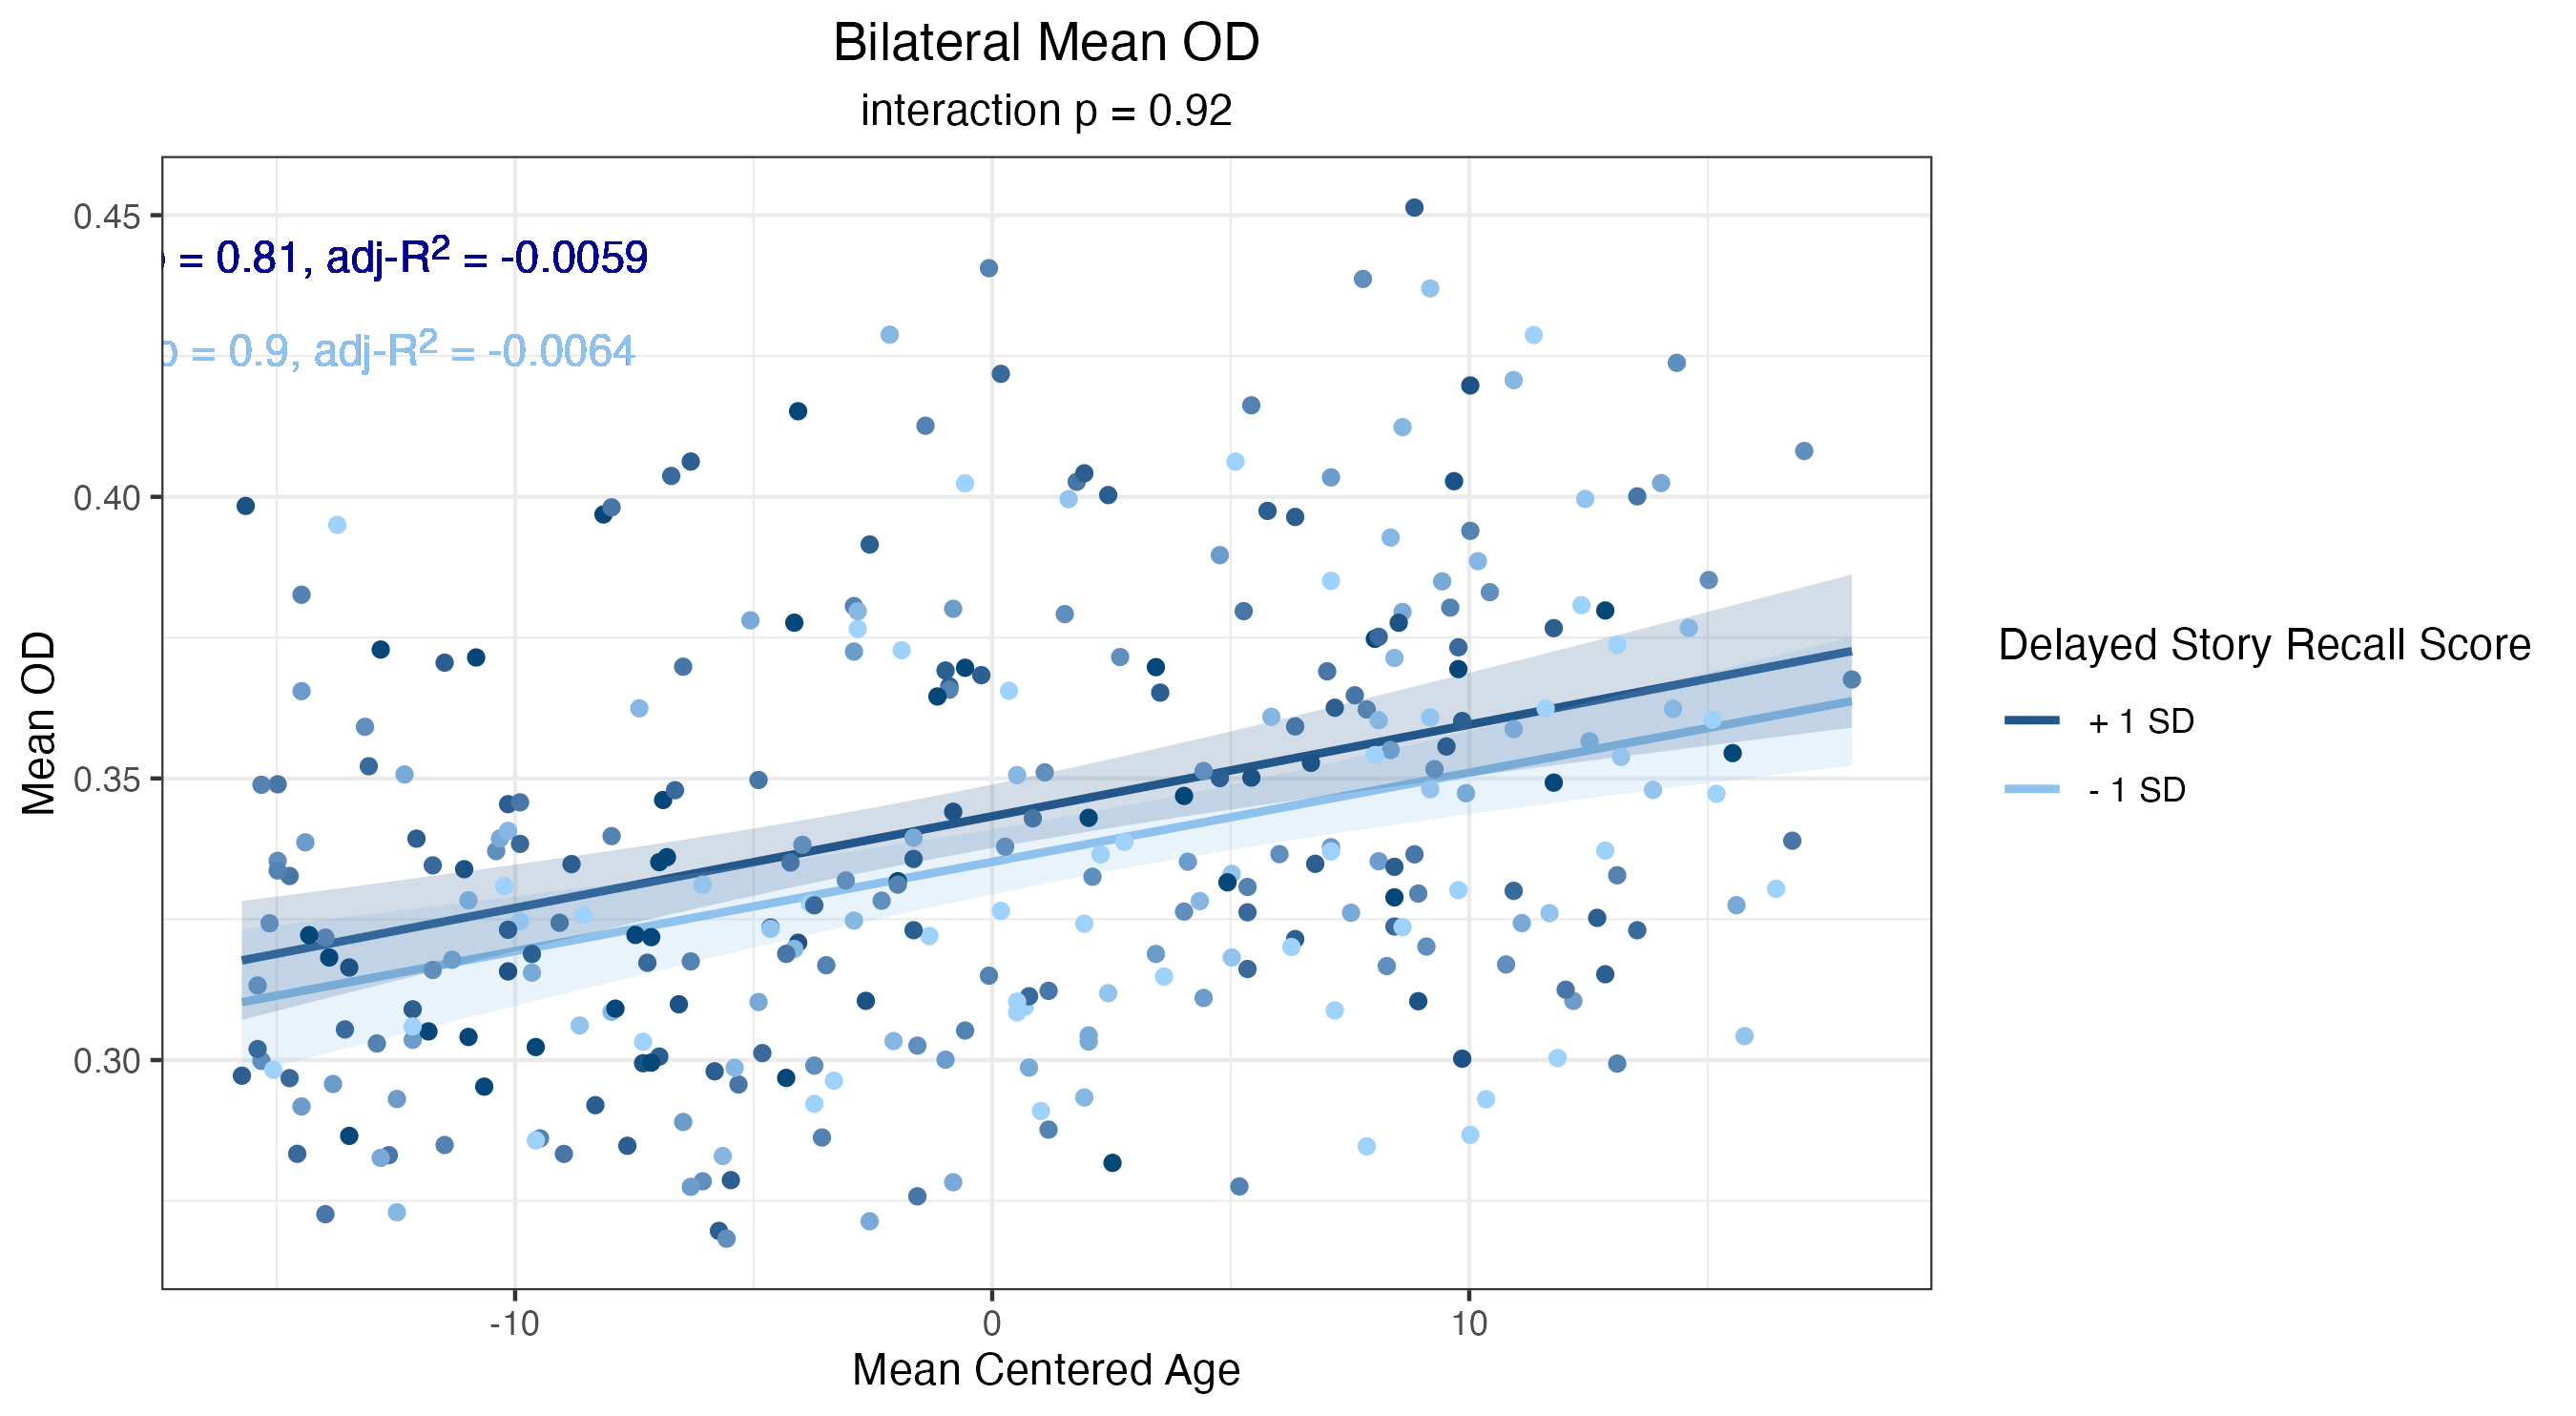 Bilateral Mean OD
interaction p = 0.92
= 0.81, adj-R² = -0.0059
p = 0.9, adj-R² = -0.0064
0.45
0.40
0.35
0.30
Mean OD
-10 0 10
Mean Centered Age
Delayed Story Recall Score
+ 1 SD
- 1 SD